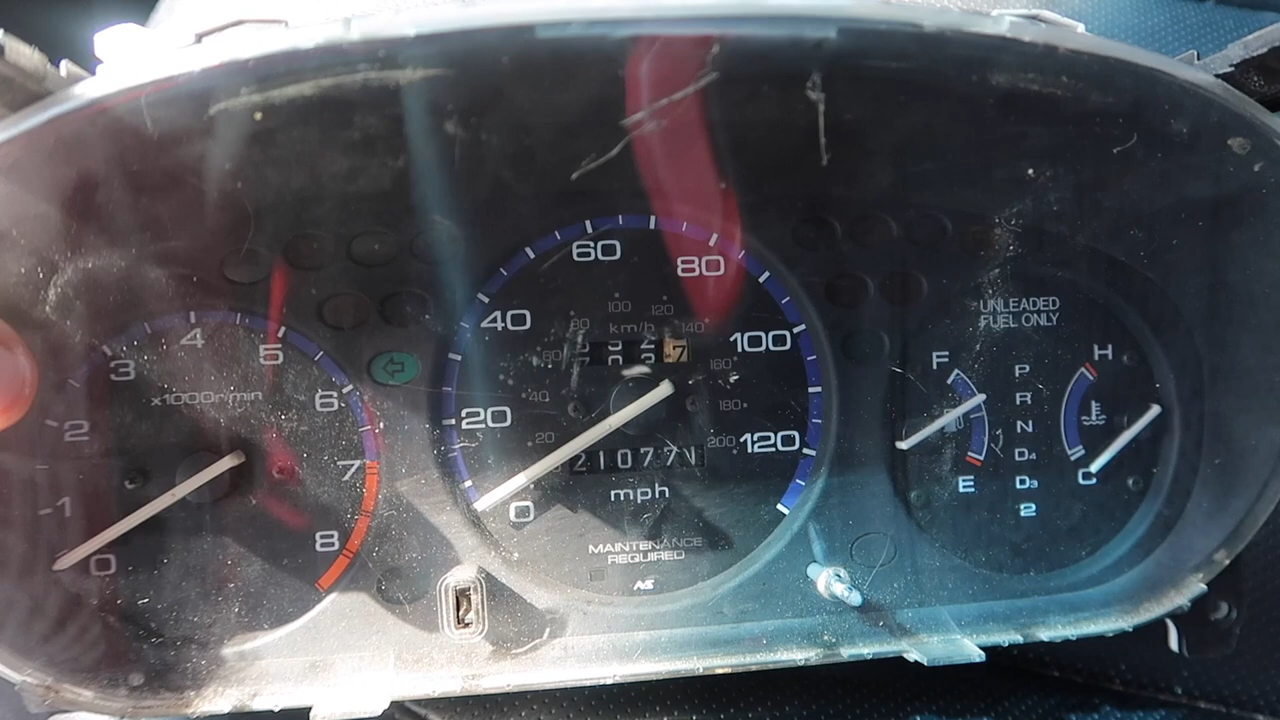 0
1
2
3
4
5
6
7
8
x1000r/min
0
20
40
60
80
100
120
km/h
20
40
60
80
100
120
140
160
180
200
21077
mph
MAINTENANCE
REQUIRED
UNLEADED
FUEL ONLY
F
E
P
R
N
D4
D3
2
H
C